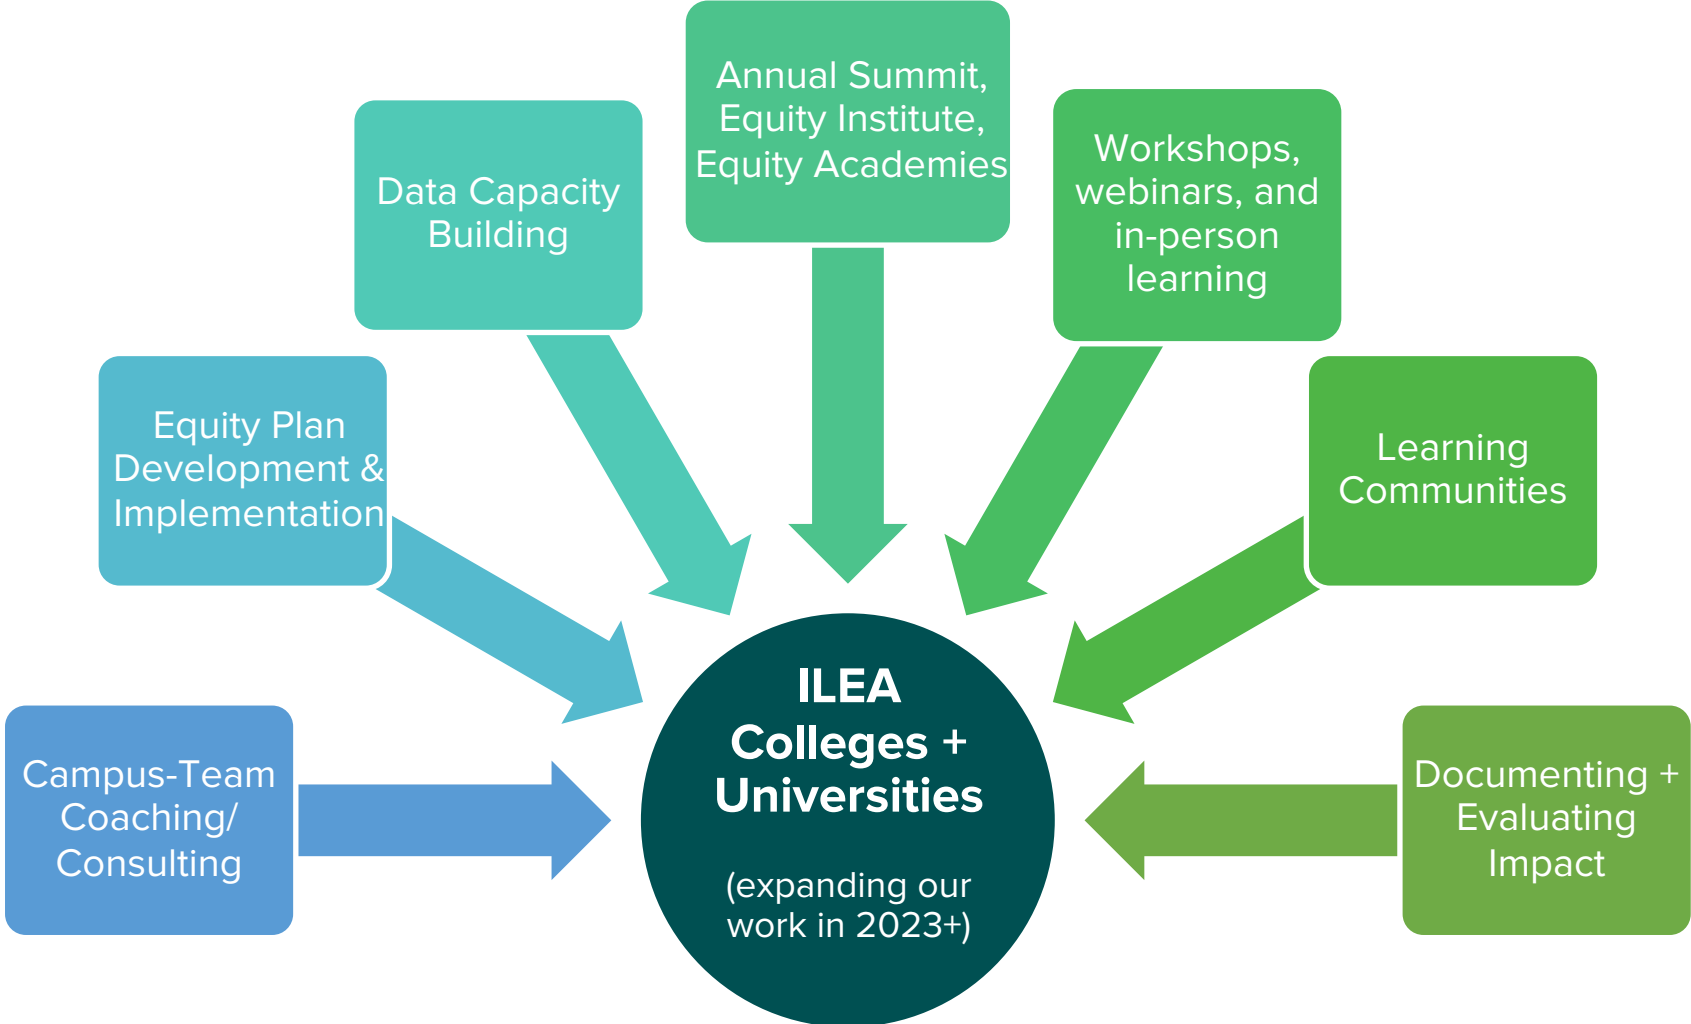 Annual Summit,
Equity Institute,
Equity Academies
Data Capacity
Building
Workshops,
webinars, and
in-person
learning
Equity Plan
Development &
Implementation
Learning
Communities
Campus-Team
Coaching/
Consulting
ILEA
Colleges +
Universities
(expanding our
work in 2023+)
Documenting +
Evaluating
Impact